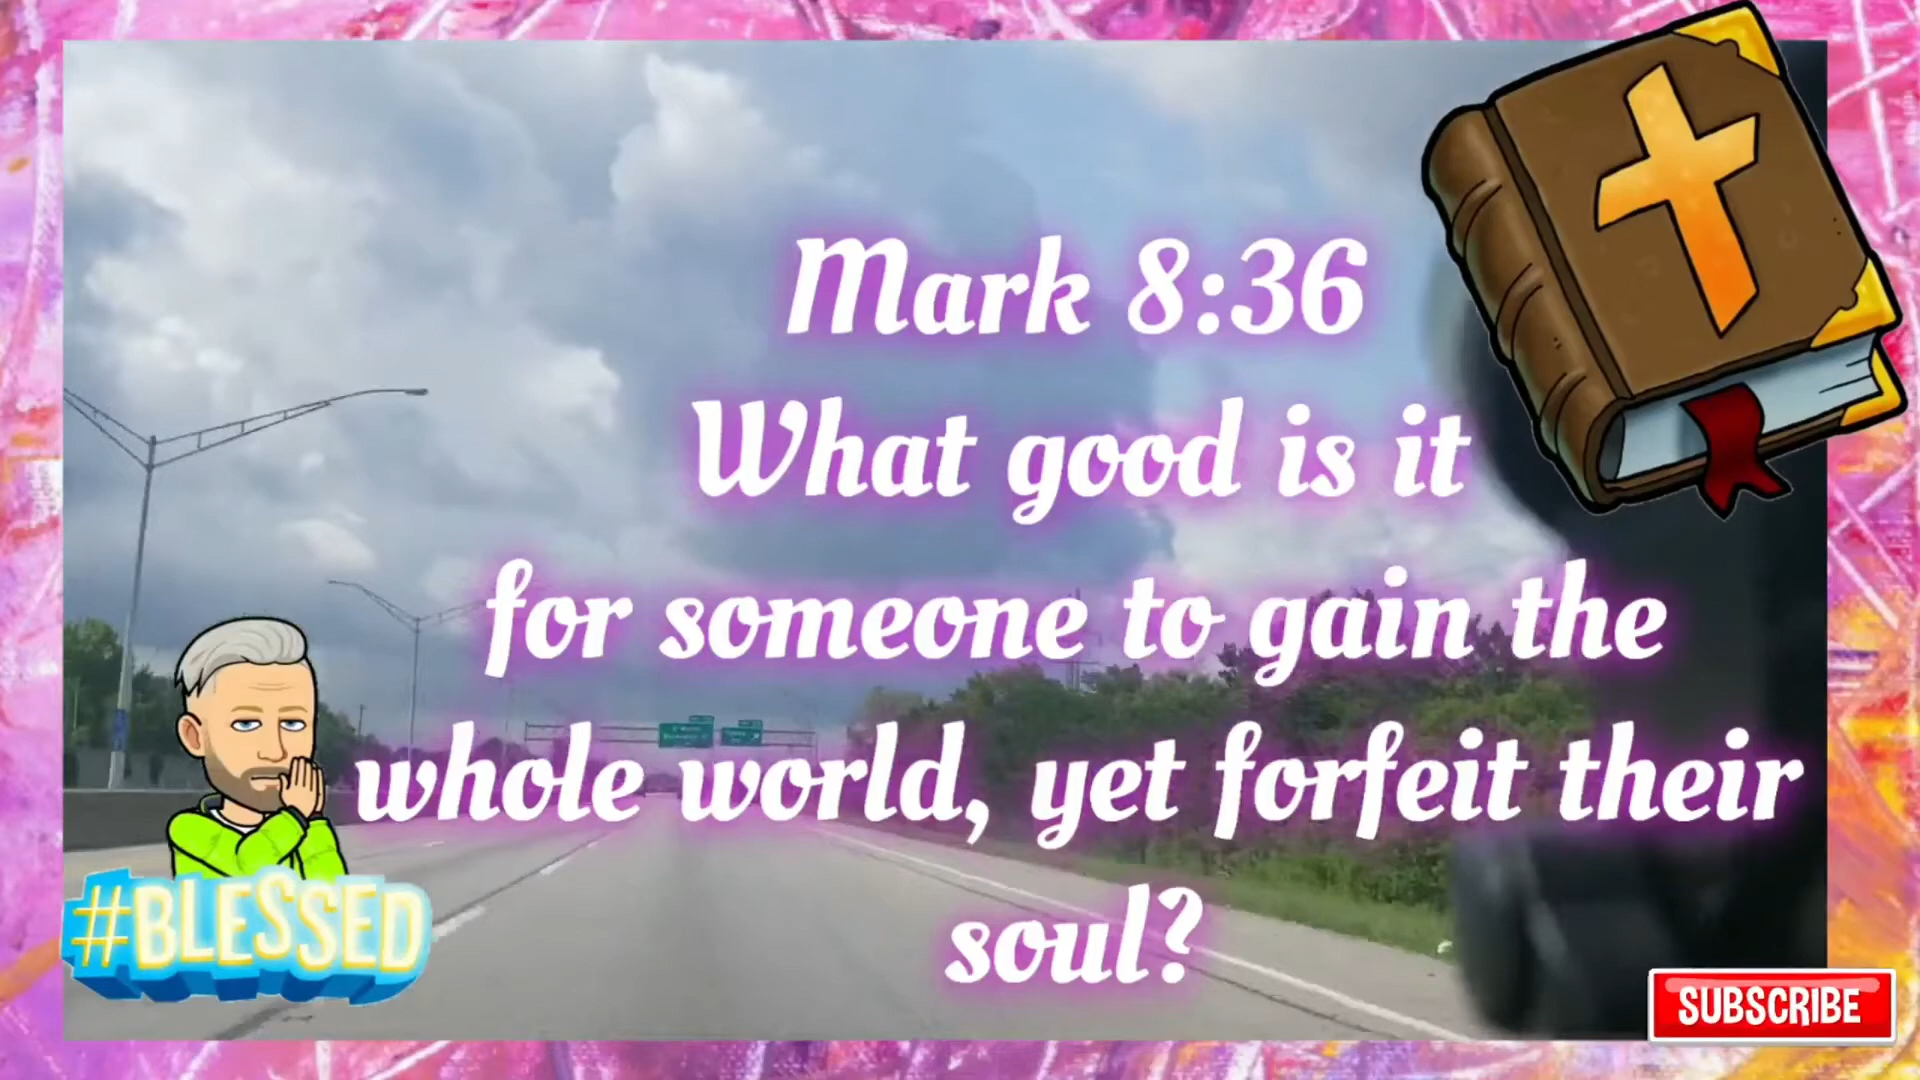 Mark 8:36
What good is it
for someone to gain the
whole world, yet forfeit their
soul?
#BLESSED
SUBSCRIBE